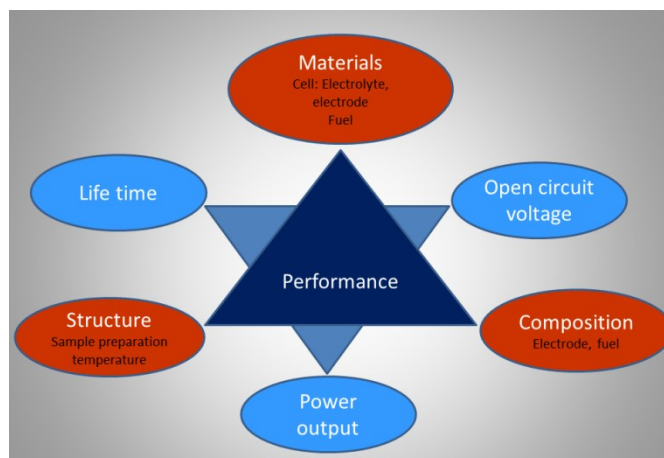 Materials
Cell: Electrolyte,
electrode
Fuel
Life time
Open circuit
voltage
Performance
Structure
Sample preparation
temperature
Composition
Electrode, fuel
Power
output